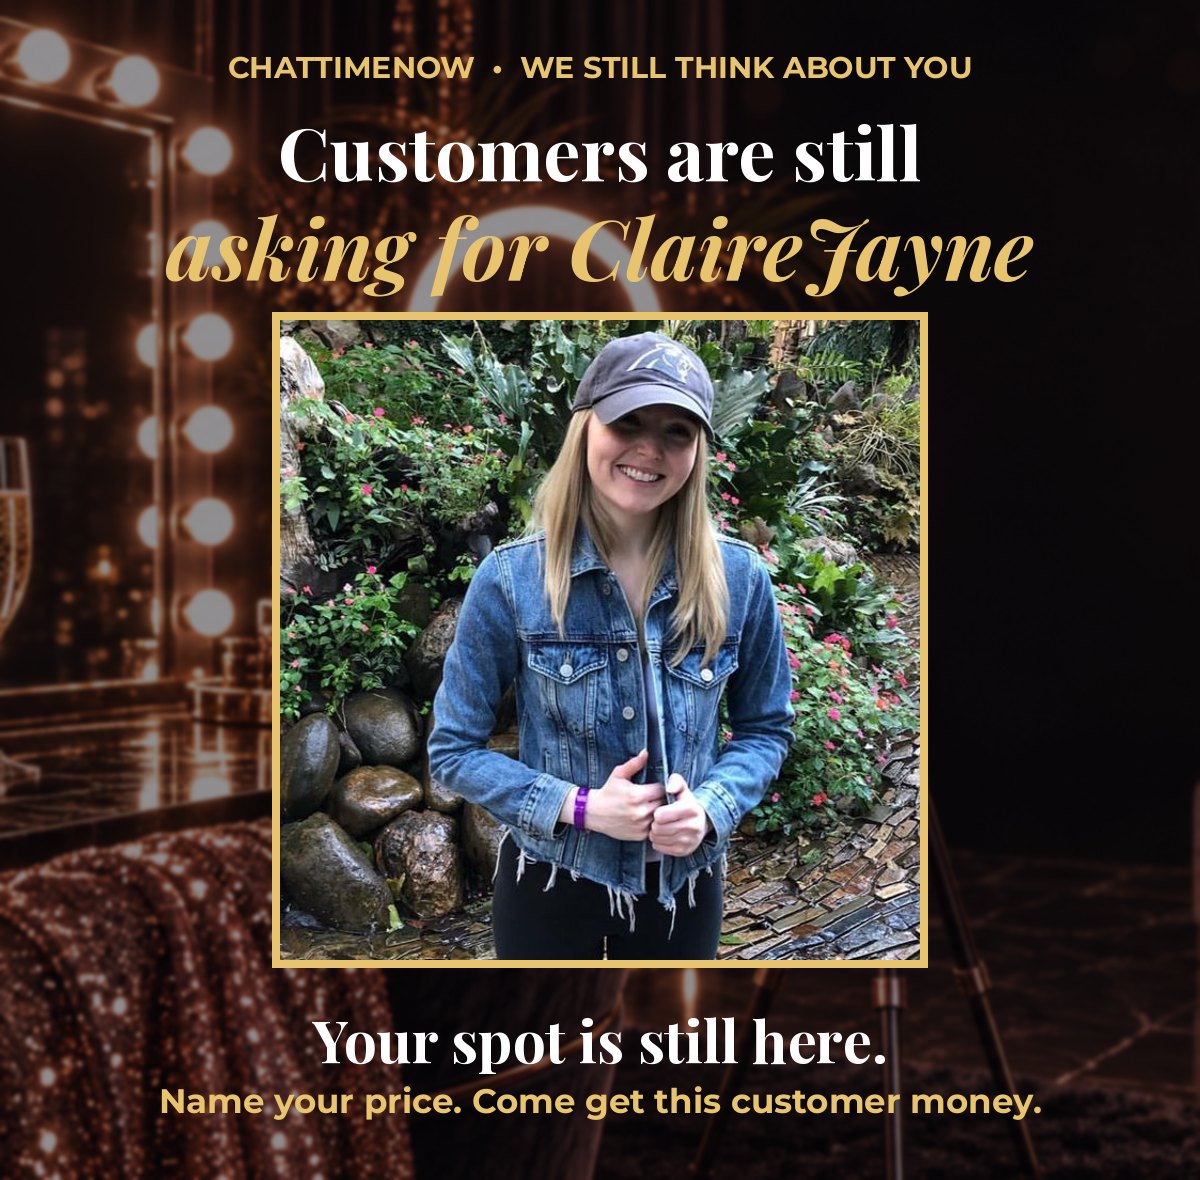 CHATTIMENOW • WE STILL THINK ABOUT YOU
Customers are still
asking for ClaireJayne
Your spot is still here.
Name your price. Come get this customer money.